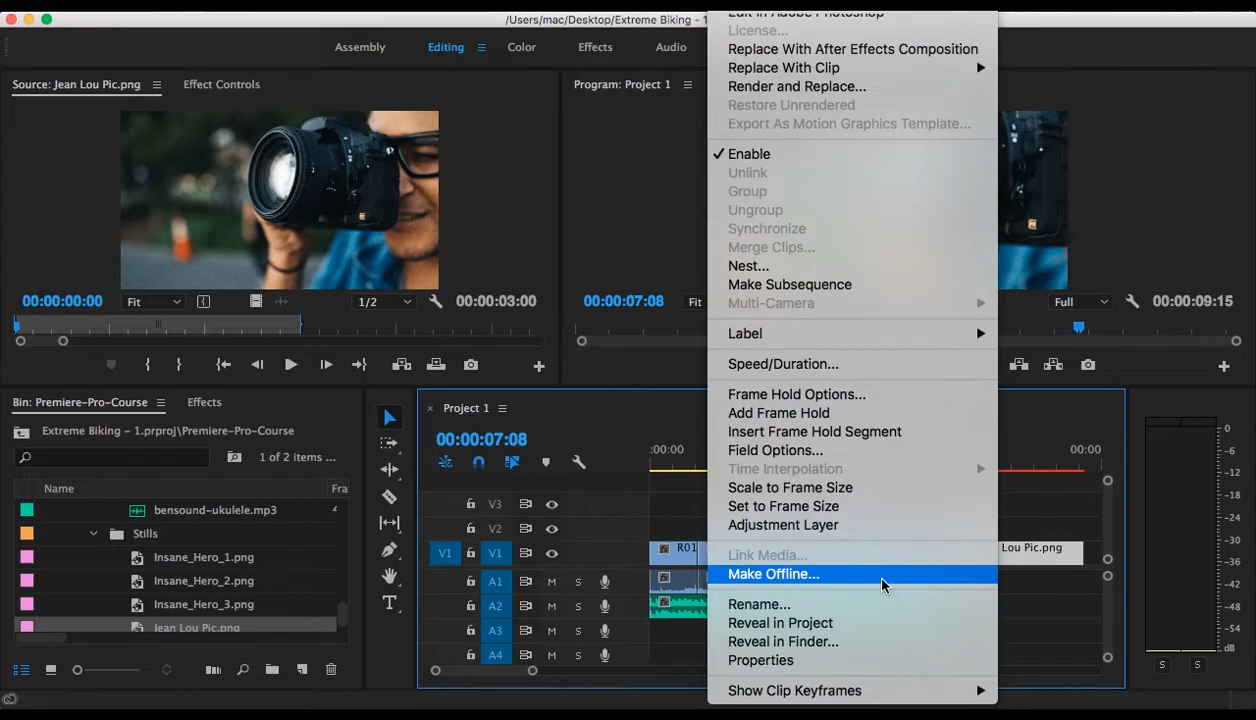 /Users/mac/Desktop/Extreme Biking - 1
Assembly
Editing
Color
Effects
Audio
Source: Jean Lou Pic.png
Effect Controls
Program: Project 1
00:00:00:00
Fit
1/2
00:00:03:00
00:00:07:08
Fit
Full
00:00:09:15
Edit in Adobe Photoshop
License...
Replace With After Effects Composition
Replace With Clip
Render and Replace...
Restore Unrendered
Export As Motion Graphics Template...
Enable
Unlink
Group
Ungroup
Synchronize
Merge Clips...
Nest...
Make Subsequence
Multi-Camera
Label
Speed/Duration...
Frame Hold Options...
Add Frame Hold
Insert Frame Hold Segment
Field Options...
Time Interpolation
Scale to Frame Size
Set to Frame Size
Adjustment Layer
Link Media...
Make Offline...
Rename...
Reveal in Project
Reveal in Finder...
Properties
Show Clip Keyframes
Bin: Premiere-Pro-Course
Effects
Extreme Biking - 1.prproj\Premiere-Pro-Course
1 of 2 items ...
Name
Fra
bensound-ukulele.mp3
Stills
Insane_Hero_1.png
Insane_Hero_2.png
Insane_Hero_3.png
Jean Lou Pic.png
Project 1
00:00:07:08
:00:00
00:00
V3
V2
V1 V1 R01 Lou Pic.png
A1 M S
A2 M S
A3 M S
A4 M S
0
-6
-12
-18
-24
-30
-36
-42
-48
-54
dB
S S